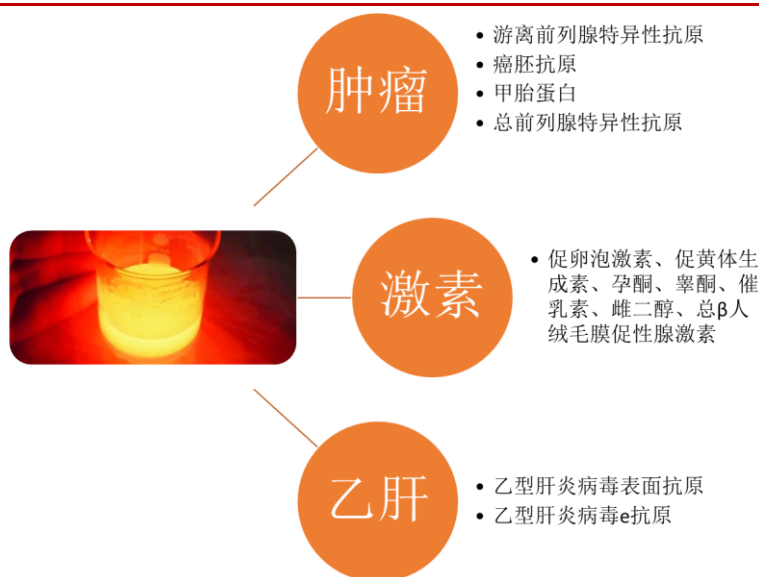 肿瘤
• 游离前列腺特异性抗原
• 癌胚抗原
• 甲胎蛋白
• 总前列腺特异性抗原
激素
• 促卵泡激素、促黄体生
成素、孕酮、睾酮、催
乳素、雌二醇、总β人
绒毛膜促性腺激素
乙肝
• 乙型肝炎病毒表面抗原
• 乙型肝炎病毒e抗原